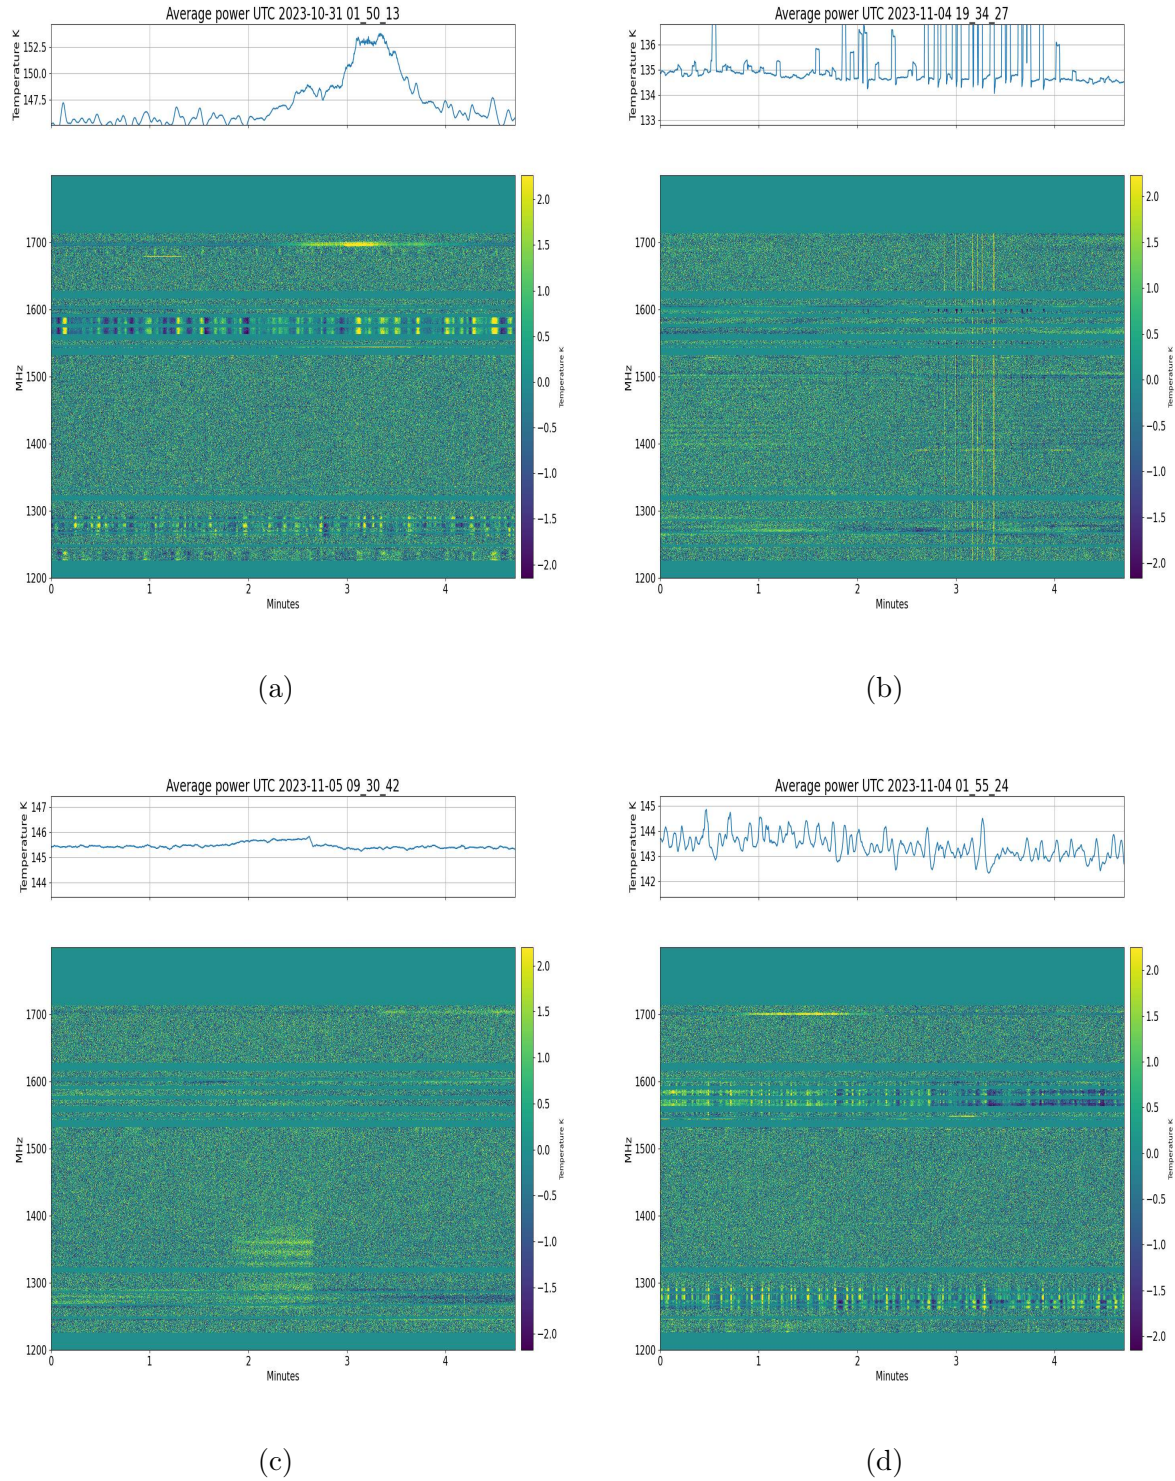 Average power UTC 2023-10-31 01_50_13
Temperature K
152.5
150.0
147.5
MHz
1700
1600
1500
1400
1300
1200
0 1 2 3 4
Minutes
2.0
1.5
1.0
0.5
0.0
−0.5
−1.0
−1.5
−2.0
Temperature K
(a)
Average power UTC 2023-11-04 19_34_27
Temperature K
136
135
134
133
MHz
1700
1600
1500
1400
1300
1200
0 1 2 3 4
Minutes
2.0
1.5
1.0
0.5
0.0
−0.5
−1.0
−1.5
−2.0
Temperature K
(b)
Average power UTC 2023-11-05 09_30_42
Temperature K
147
146
145
144
MHz
1700
1600
1500
1400
1300
1200
0 1 2 3 4
Minutes
2.0
1.5
1.0
0.5
0.0
−0.5
−1.0
−1.5
−2.0
Temperature K
(c)
Average power UTC 2023-11-04 01_55_24
Temperature K
145
144
143
142
MHz
1700
1600
1500
1400
1300
1200
0 1 2 3 4
Minutes
2.0
1.5
1.0
0.5
0.0
−0.5
−1.0
−1.5
−2.0
Temperature K
(d)